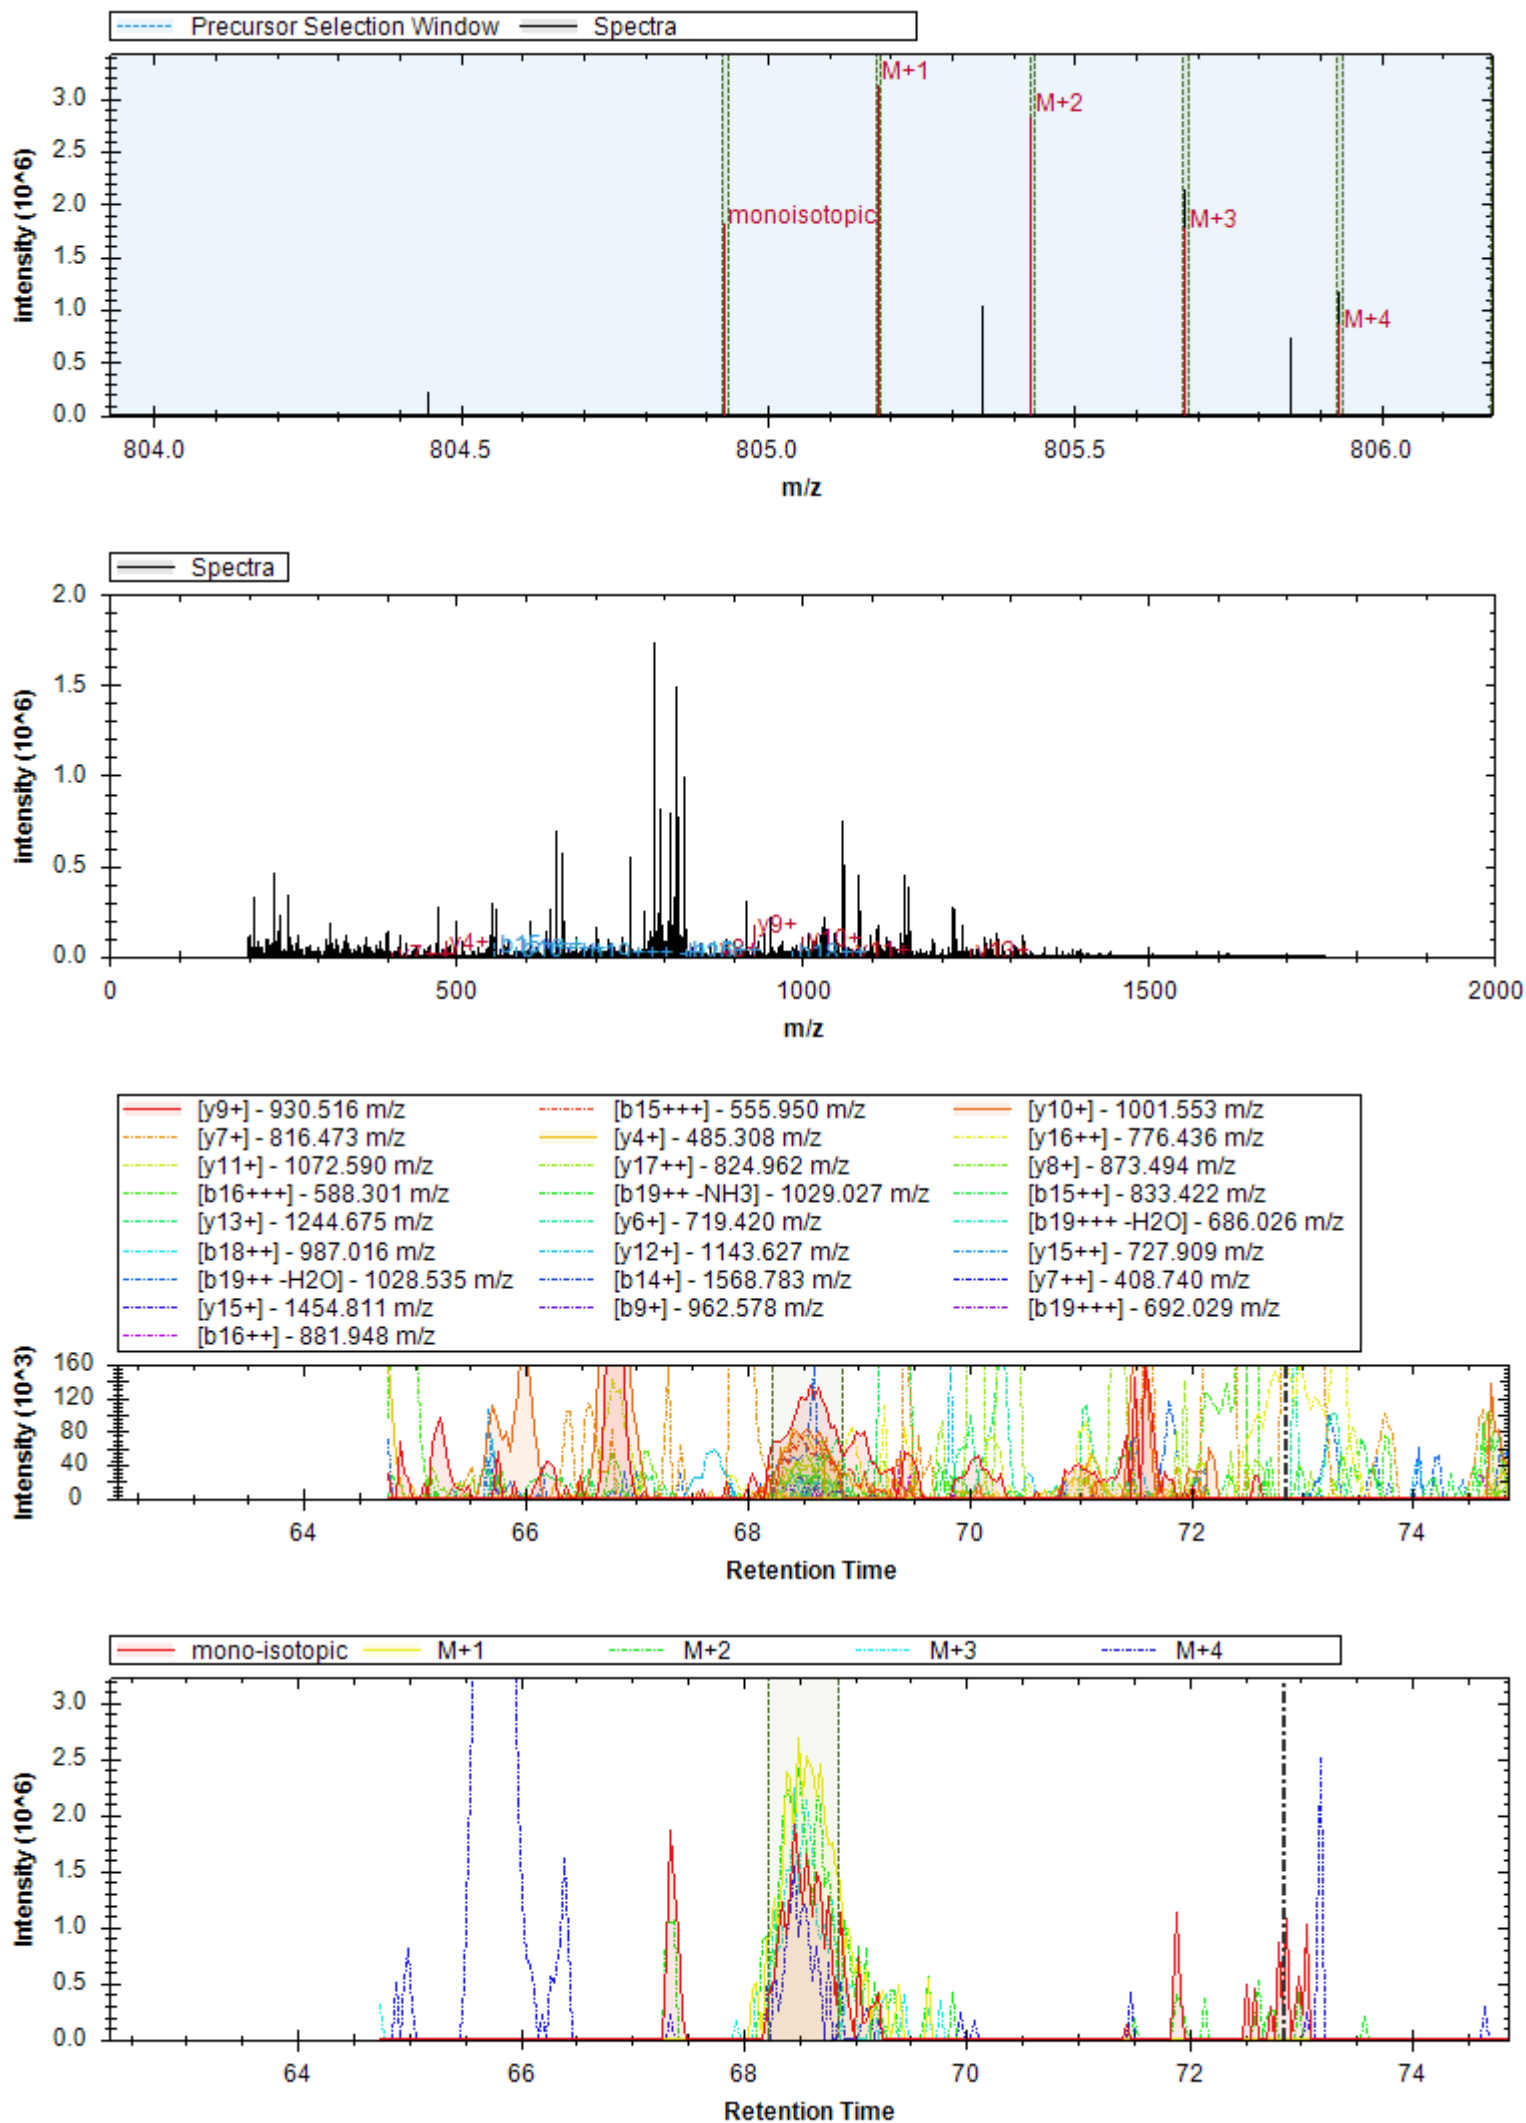 Precursor Selection Window Spectra
intensity (10^6)
3.0
2.5
2.0
1.5
1.0
0.5
0.0
monoisotopic
M+1
M+2
M+3
M+4
804.0 804.5 805.0 805.5 806.0
m/z
Spectra
intensity (10^6)
2.0
1.5
1.0
0.5
0.0
y4+
y9+
0 500 1000 1500 2000
m/z
[y9+] - 930.516 m/z [b15+++] - 555.950 m/z [y10+] - 1001.553 m/z
[y7+] - 816.473 m/z [y4+] - 485.308 m/z [y16++] - 776.436 m/z
[y11+] - 1072.590 m/z [y17++] - 824.962 m/z [y8+] - 873.494 m/z
[b16+++] - 588.301 m/z [b19++ -NH3] - 1029.027 m/z [b15++] - 833.422 m/z
[y13+] - 1244.675 m/z [y6+] - 719.420 m/z [b19+++ -H2O] - 686.026 m/z
[b18++] - 987.016 m/z [y12+] - 1143.627 m/z [y15++] - 727.909 m/z
[b19++ -H2O] - 1028.535 m/z [b14+] - 1568.783 m/z [y7++] - 408.740 m/z
[y15+] - 1454.811 m/z [b9+] - 962.578 m/z [b19+++] - 692.029 m/z
[b16++] - 881.948 m/z
Intensity (10^3)
160
120
80
40
0
64 66 68 70 72 74
Retention Time
mono-isotopic M+1 M+2 M+3 M+4
Intensity (10^6)
3.0
2.5
2.0
1.5
1.0
0.5
0.0
64 66 68 70 72 74
Retention Time